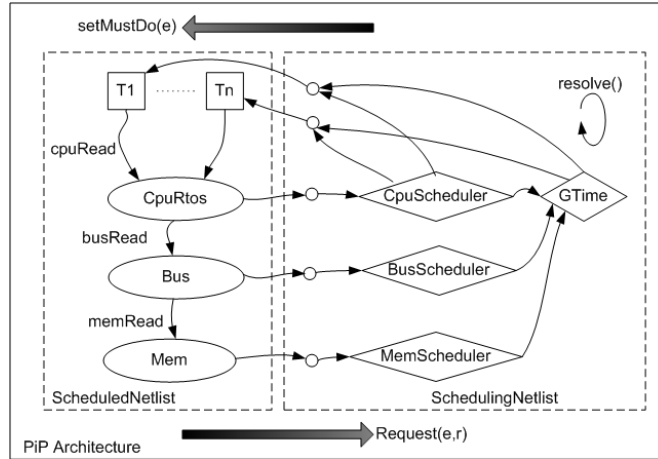 setMustDo(e)
T1 ........ Tn
resolve()
cpuRead
CpuRtos
CpuScheduler
GTime
busRead
Bus
BusScheduler
memRead
Mem
MemScheduler
ScheduledNetlist
SchedulingNetlist
Request(e,r)
PiP Architecture